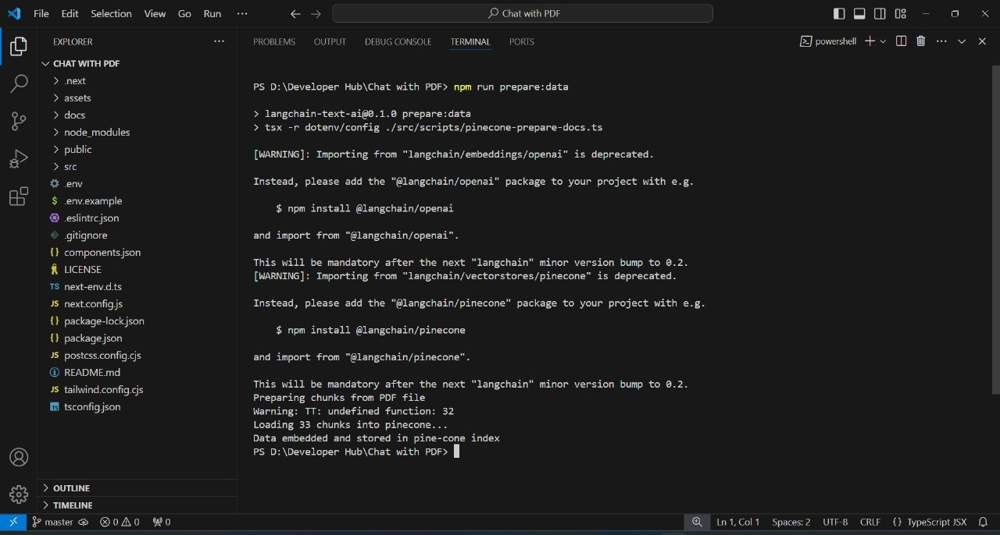 File Edit Selection View Go Run ··· Chat with PDF
EXPLORER ···
CHAT WITH PDF
.next
assets
docs
node_modules
public
src
.env
$ .env.example
.eslintrc.json
.gitignore
{} components.json
LICENSE
TS next-env.d.ts
JS next.config.js
{} package-lock.json
{} package.json
JS postcss.config.cjs
README.md
JS tailwind.config.cjs
TS tsconfig.json
OUTLINE
TIMELINE
PROBLEMS OUTPUT DEBUG CONSOLE TERMINAL PORTS powershell ···
PS D:\Developer Hub\Chat with PDF> npm run prepare:data
> langchain-text-ai@0.1.0 prepare:data
> tsx -r dotenv/config ./src/scripts/pinecone-prepare-docs.ts
[WARNING]: Importing from "langchain/embeddings/openai" is deprecated.
Instead, please add the "@langchain/openai" package to your project with e.g.
$ npm install @langchain/openai
and import from "@langchain/openai".
This will be mandatory after the next "langchain" minor version bump to 0.2.
[WARNING]: Importing from "langchain/vectorstores/pinecone" is deprecated.
Instead, please add the "@langchain/pinecone" package to your project with e.g.
$ npm install @langchain/pinecone
and import from "@langchain/pinecone".
This will be mandatory after the next "langchain" minor version bump to 0.2.
Preparing chunks from PDF file
Warning: TT: undefined function: 32
Loading 33 chunks into pinecone...
Data embedded and stored in pine-cone index
PS D:\Developer Hub\Chat with PDF>
master 0 0 0 Ln 1, Col 1 Spaces: 2 UTF-8 CRLF {} TypeScript JSX